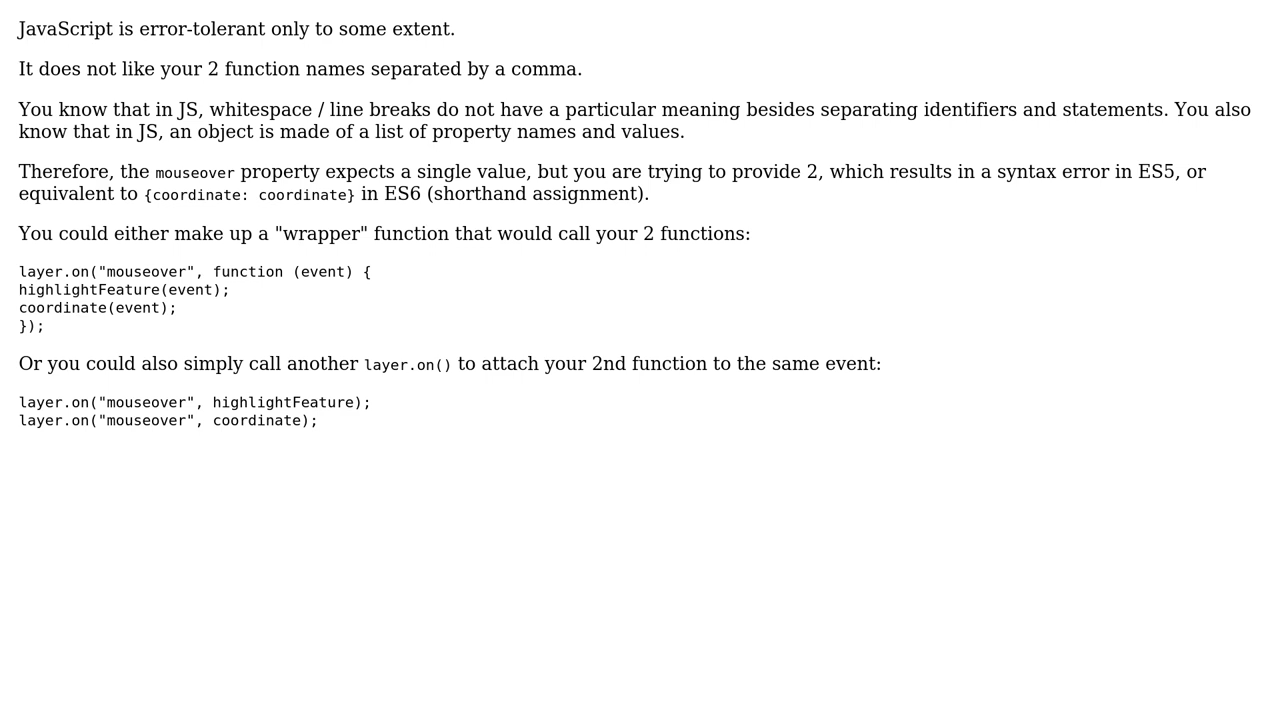 JavaScript is error-tolerant only to some extent.
It does not like your 2 function names separated by a comma.
You know that in JS, whitespace / line breaks do not have a particular meaning besides separating identifiers and statements. You also
know that in JS, an object is made of a list of property names and values.
Therefore, the mouseover property expects a single value, but you are trying to provide 2, which results in a syntax error in ES5, or
equivalent to {coordinate: coordinate} in ES6 (shorthand assignment).
You could either make up a "wrapper" function that would call your 2 functions:
layer.on("mouseover", function (event) {
highlightFeature(event);
coordinate(event);
});
Or you could also simply call another layer.on() to attach your 2nd function to the same event:
layer.on("mouseover", highlightFeature);
layer.on("mouseover", coordinate);